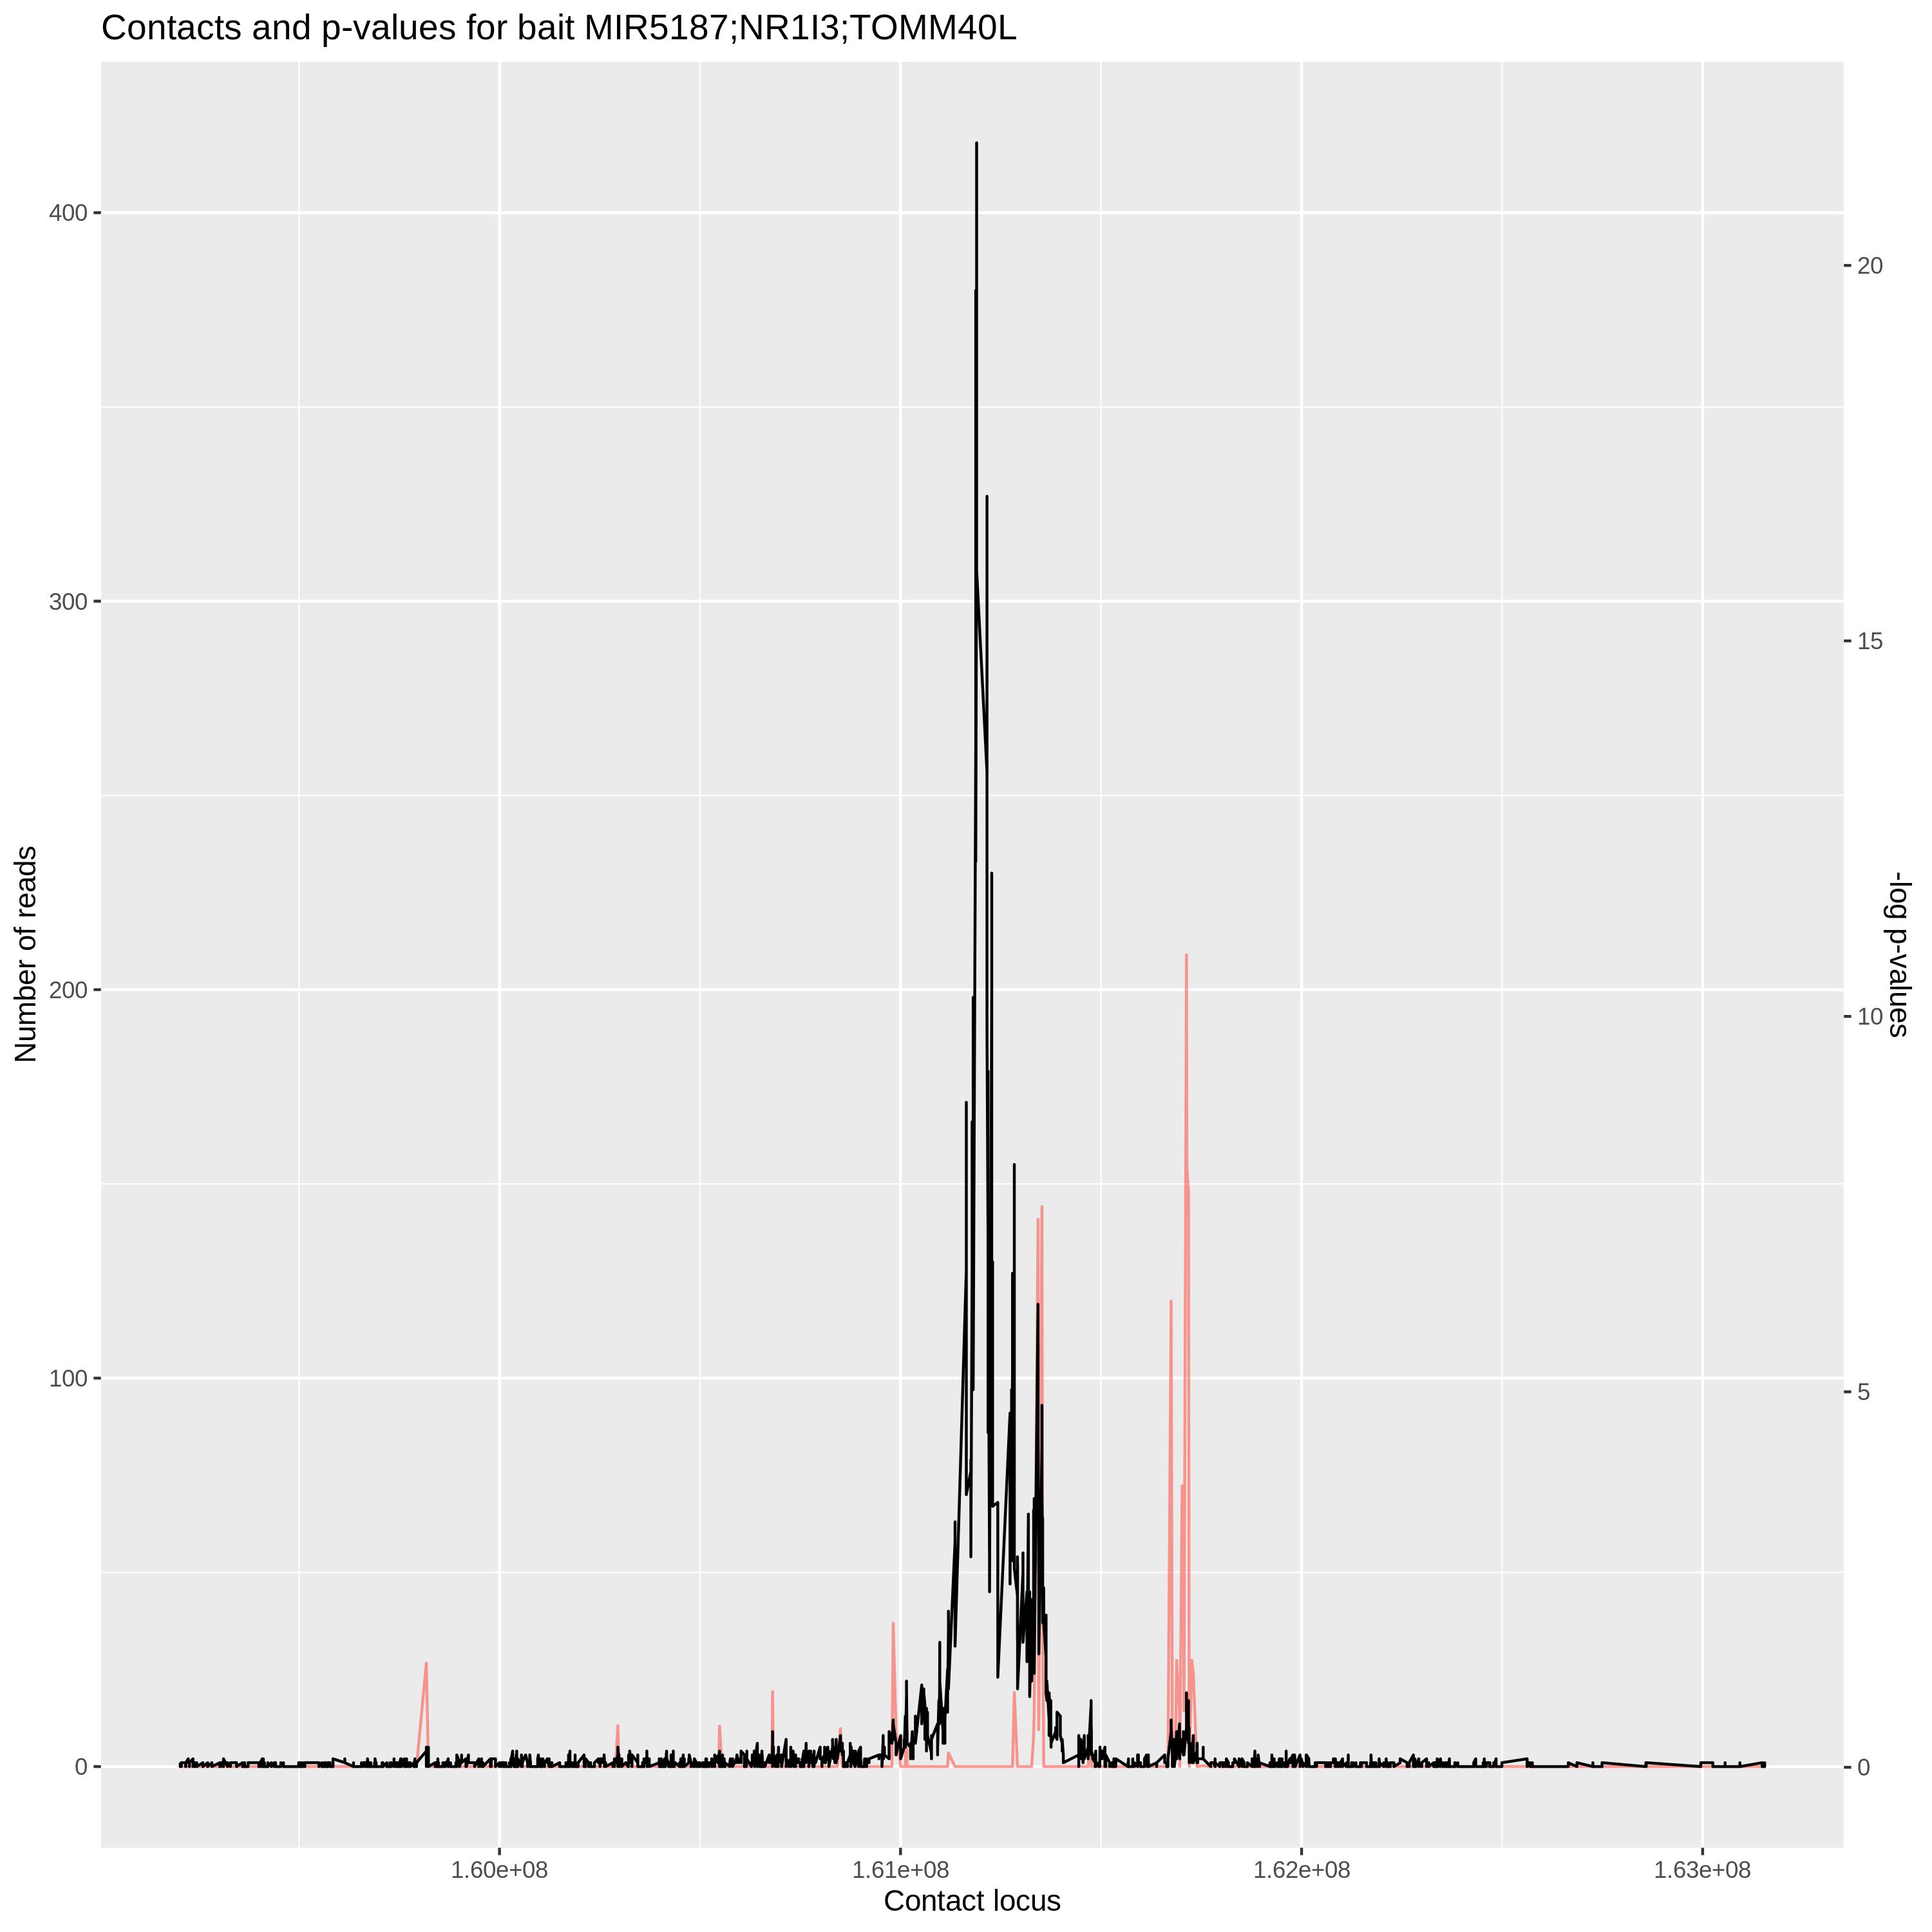 Contacts and p-values for bait MIR5187;NR1I3;TOMM40L
Number of reads
400
300
200
100
0
20
15
10
5
0
-log p-values
1.60e+08
1.61e+08
1.62e+08
1.63e+08
Contact locus